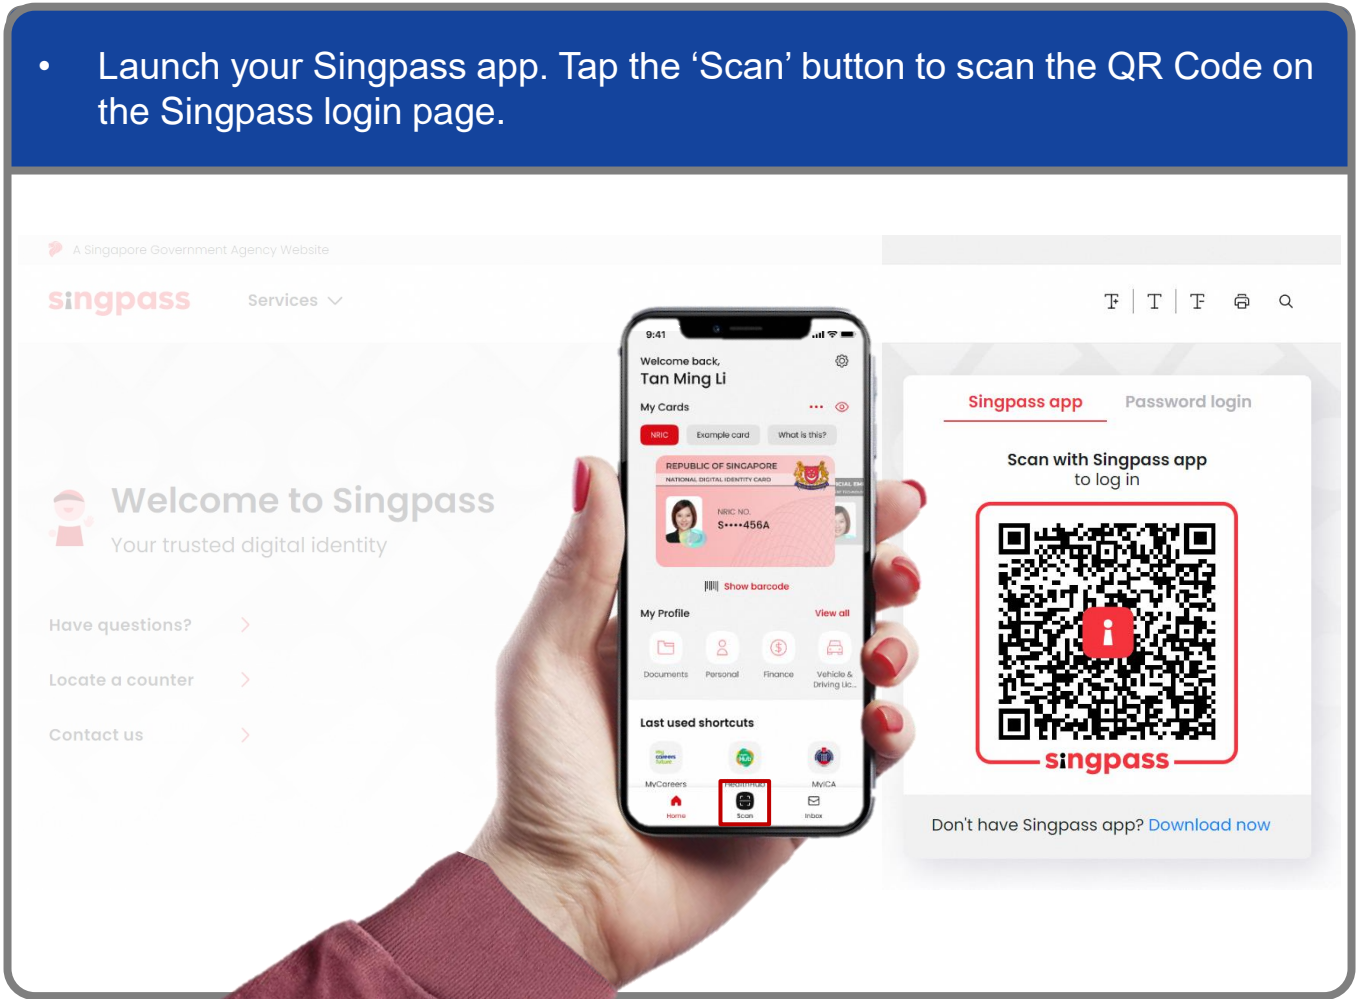 • Launch your Singpass app. Tap the ‘Scan’ button to scan the QR Code on
the Singpass login page.
A Singapore Government Agency Website
singpass
Services
Welcome to Singpass
Your trusted digital identity
Have questions?
Locate a counter
Contact us
9:41
Welcome back,
Tan Ming Li
My Cards
NRIC Example card What is this?
REPUBLIC OF SINGAPORE
NATIONAL DIGITAL IDENTITY CARD
NRIC NO.
S••••456A
Show barcode
My Profile View all
Documents Personal Finance Vehicle &
Driving Lic...
Last used shortcuts
MyCareers HealthHub MyICA
Home Scan Inbox
Singpass app Password login
Scan with Singpass app
to log in
singpass
Don't have Singpass app? Download now